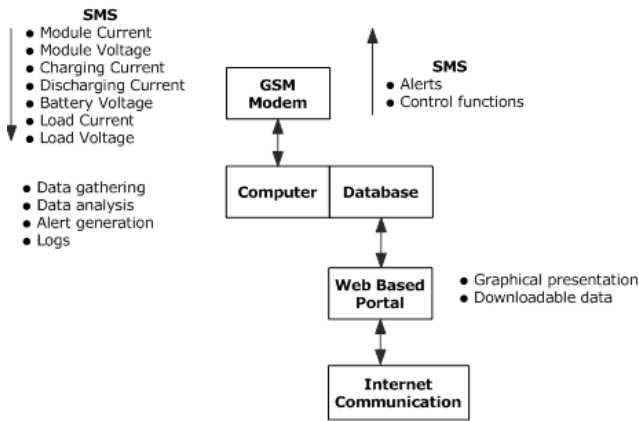 SMS
● Module Current
● Module Voltage
● Charging Current
● Discharging Current
● Battery Voltage
● Load Current
● Load Voltage
SMS
● Alerts
● Control functions
GSM
Modem
● Data gathering
● Data analysis
● Alert generation
● Logs
Computer
Database
Web Based
Portal
● Graphical presentation
● Downloadable data
Internet
Communication